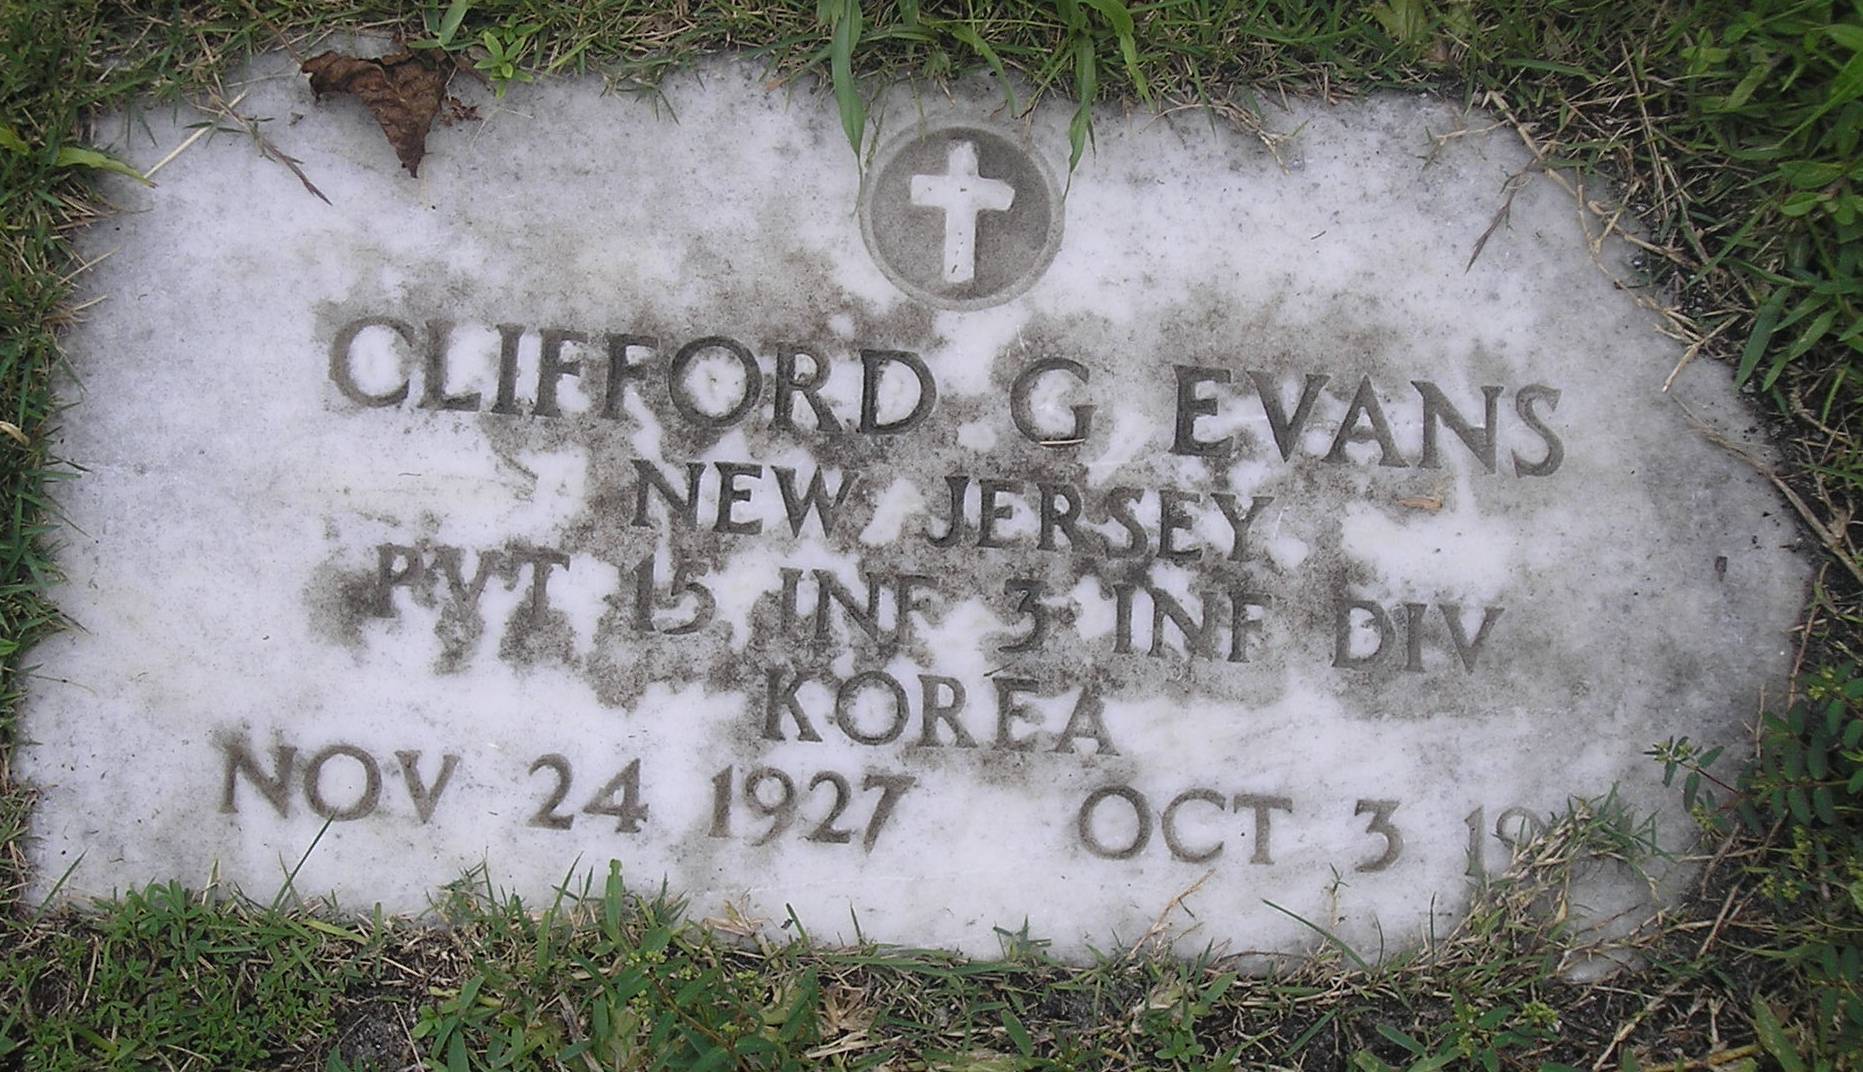 CLIFFORD G EVANS
NEW JERSEY
PVT 15 INF 3 INF DIV
KOREA
NOV 24 1927 OCT 3